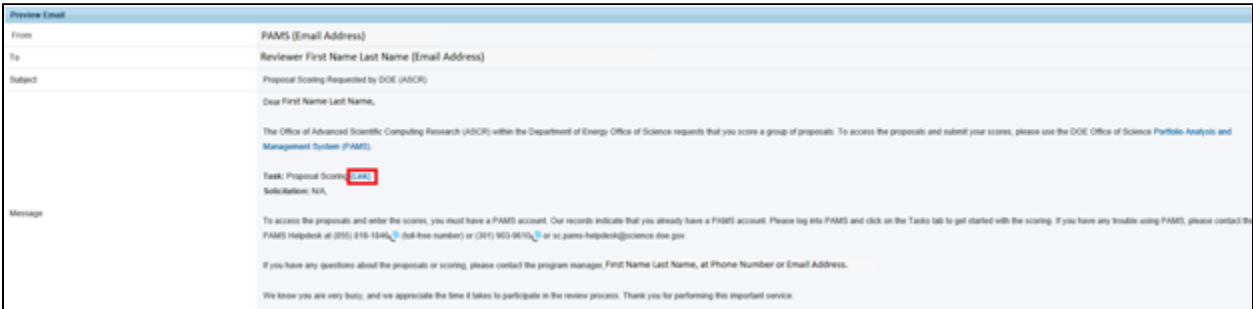 Preview Email
From PAMS (Email Address)
To Reviewer First Name Last Name (Email Address)
Subject Proposal Scoring Requested by DOE (ASCR)
Dear First Name Last Name,
The Office of Advanced Scientific Computing Research (ASCR) within the Department of Energy Office of Science requests that you score a group of proposals. To access the proposals and submit your scores, please use the DOE Office of Science Portfolio Analysis and
Management System (PAMS).
Task: Proposal Scoring (Link)
Solicitation: N/A,
Message
To access the proposals and enter the scores, you must have a PAMS account. Our records indicate that you already have a PAMS account. Please log into PAMS and click on the Tasks tab to get started with the scoring. If you have any trouble using PAMS, please contact the
PAMS Helpdesk at (855) 818-1846 (toll-free number) or (301) 903-9610 or sc.pams-helpdesk@science.doe.gov.
If you have any questions about the proposals or scoring, please contact the program manager, First Name Last Name, at Phone Number or Email Address.
We know you are very busy, and we appreciate the time it takes to participate in the review process. Thank you for performing this important service.